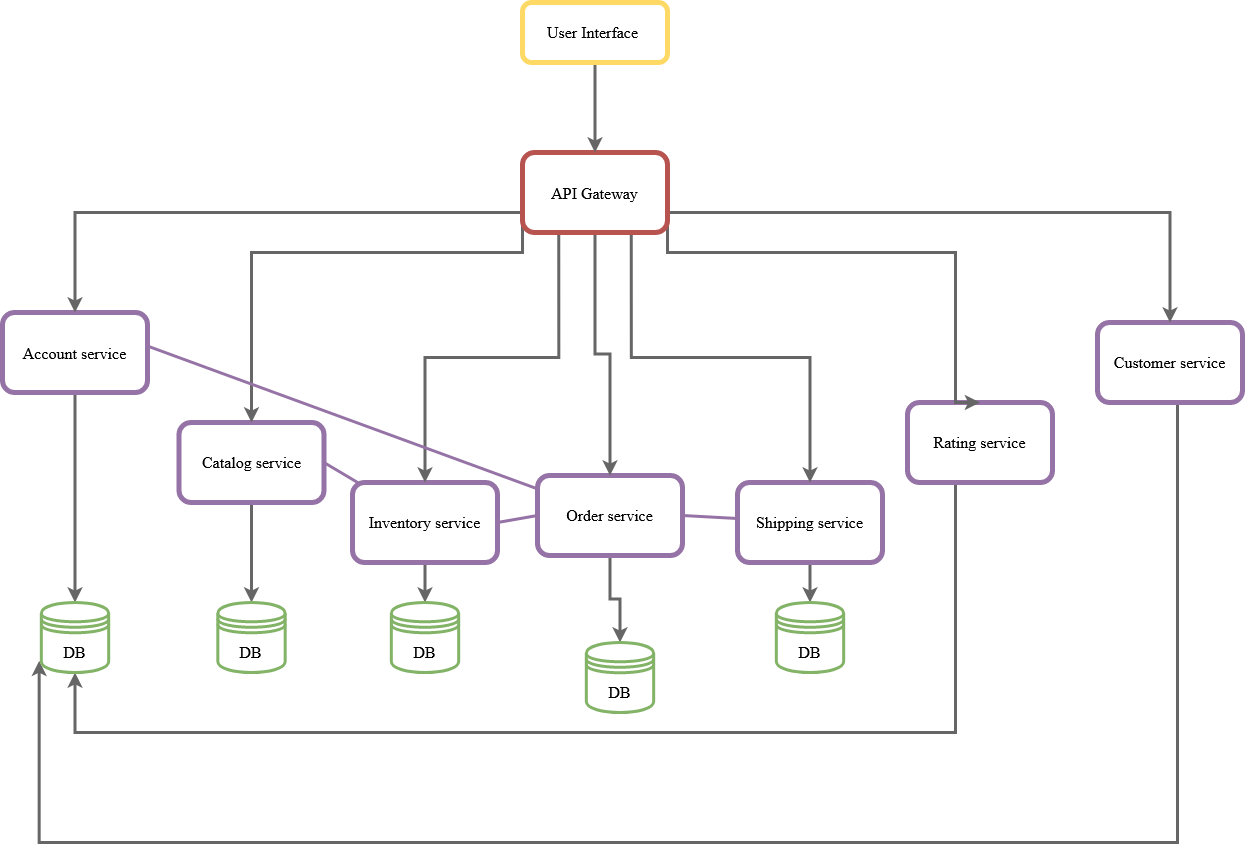 User Interface
API Gateway
Account service
Customer service
Rating service
Catalog service
Inventory service
Order service
Shipping service
DB
DB
DB
DB
DB